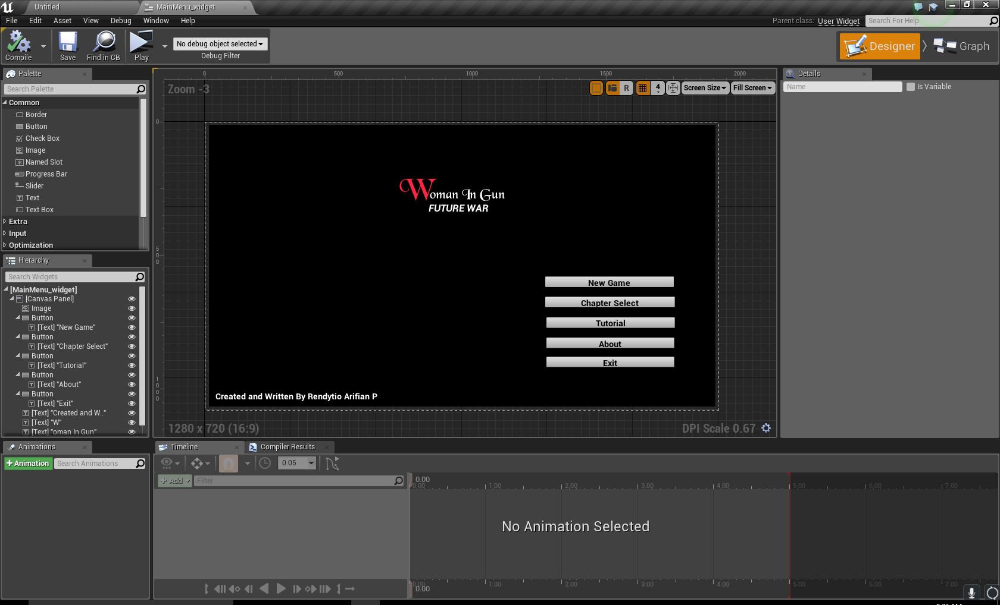 Untitled
MainMenu_widget
File Edit Asset View Debug Window Help
Parent class: User Widget
Search For Help
Compile
Save
Find in CB
Play
No debug object selected
Debug Filter
Designer
Graph
Palette
Search Palette
Common
Border
Button
Check Box
Image
Named Slot
Progress Bar
Slider
Text
Text Box
Extra
Input
Optimization
Hierarchy
Search Widgets
[MainMenu_widget]
[Canvas Panel]
Image
Button
[Text] "New Game"
Button
[Text] "Chapter Select"
Button
[Text] "Tutorial"
Button
[Text] "About"
Button
[Text] "Exit"
[Text] "Created and W.."
[Text] "W"
[Text] "oman In Gun"
0 500 1000 1500 2000
Zoom -3
R
4
Screen Size
Fill Screen
0
500
1000
Woman In Gun
FUTURE WAR
New Game
Chapter Select
Tutorial
About
Exit
Created and Written By Rendytio Arifian P
1280 x 720 (16:9)
DPI Scale 0.67
Details
Name
Is Variable
Animations
+Animation
Search Animations
Timeline
Compiler Results
0.05
+ Add
Filter
0.00
0.00 1.00 2.00 3.00 4.00 5.00 6.00 7.00
No Animation Selected
0.00 1.00 2.00 3.00 4.00 5.00 6.00 7.00
0.00